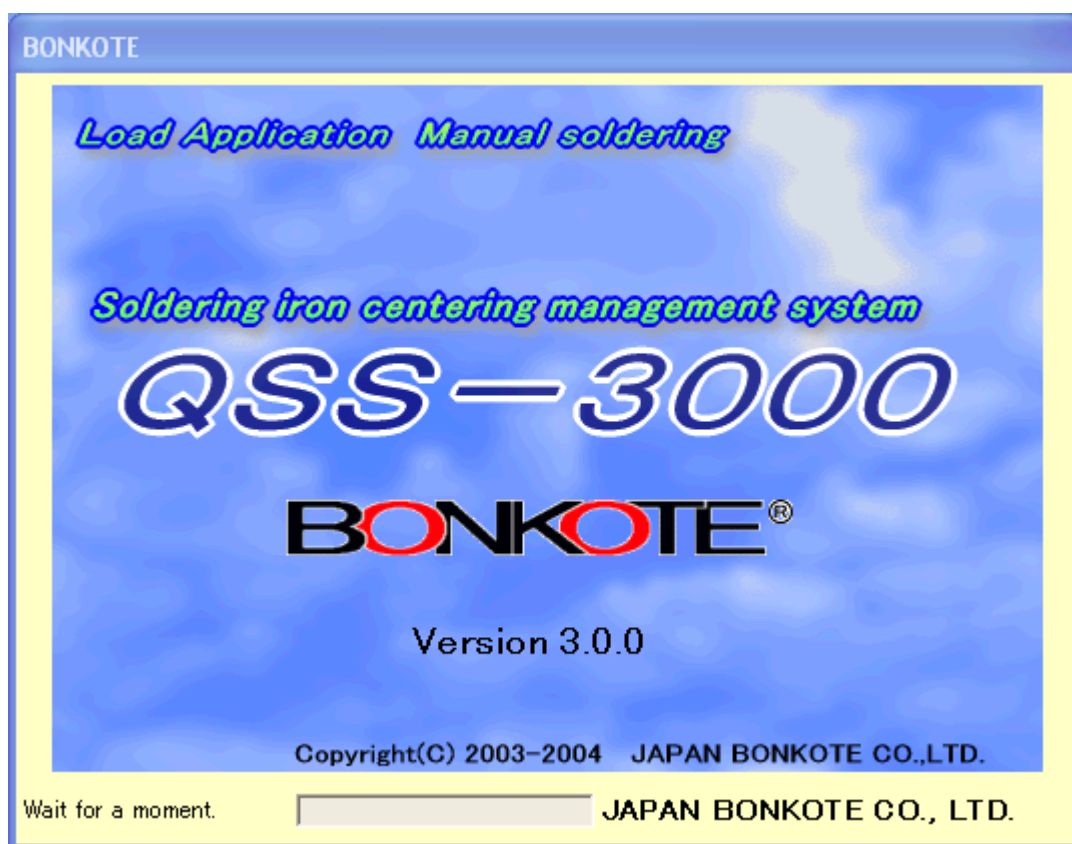 BONKOTE
Load Application Manual soldering
Soldering iron centering management system
QSS-3000
BONKOTE®
Version 3.0.0
Copyright(C) 2003-2004 JAPAN BONKOTE CO.,LTD.
Wait for a moment. JAPAN BONKOTE CO., LTD.